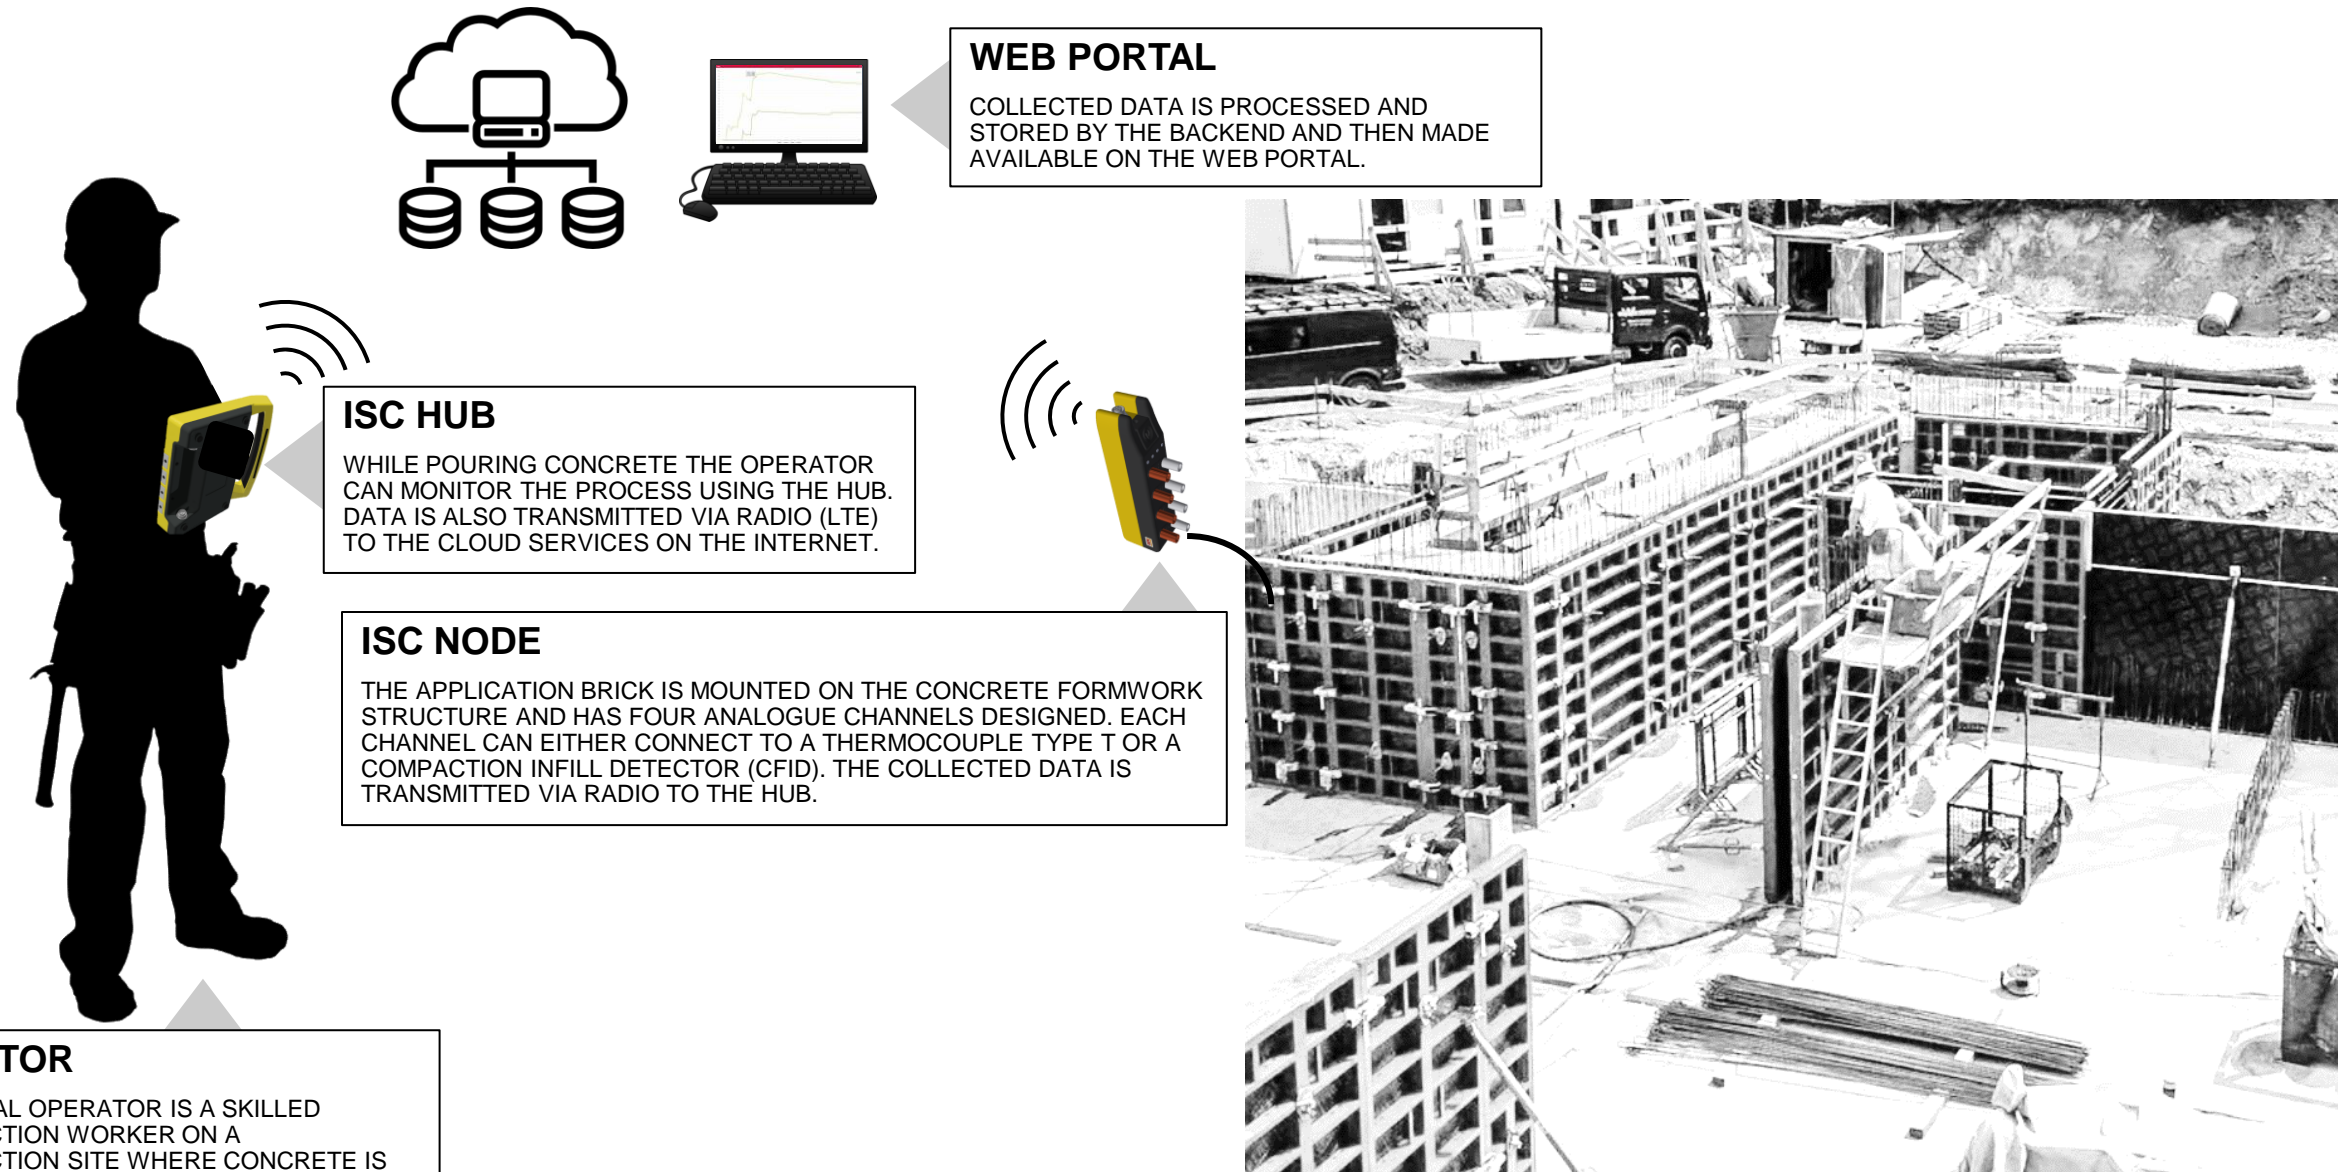 WEB PORTAL
COLLECTED DATA IS PROCESSED AND
STORED BY THE BACKEND AND THEN MADE
AVAILABLE ON THE WEB PORTAL.
ISC HUB
WHILE POURING CONCRETE THE OPERATOR
CAN MONITOR THE PROCESS USING THE HUB.
DATA IS ALSO TRANSMITTED VIA RADIO (LTE)
TO THE CLOUD SERVICES ON THE INTERNET.
ISC NODE
THE APPLICATION BRICK IS MOUNTED ON THE CONCRETE FORMWORK
STRUCTURE AND HAS FOUR ANALOGUE CHANNELS DESIGNED. EACH
CHANNEL CAN EITHER CONNECT TO A THERMOCOUPLE TYPE T OR A
COMPACTION INFILL DETECTOR (CFID). THE COLLECTED DATA IS
TRANSMITTED VIA RADIO TO THE HUB.
TOR
AL OPERATOR IS A SKILLED
CTION WORKER ON A
CTION SITE WHERE CONCRETE IS